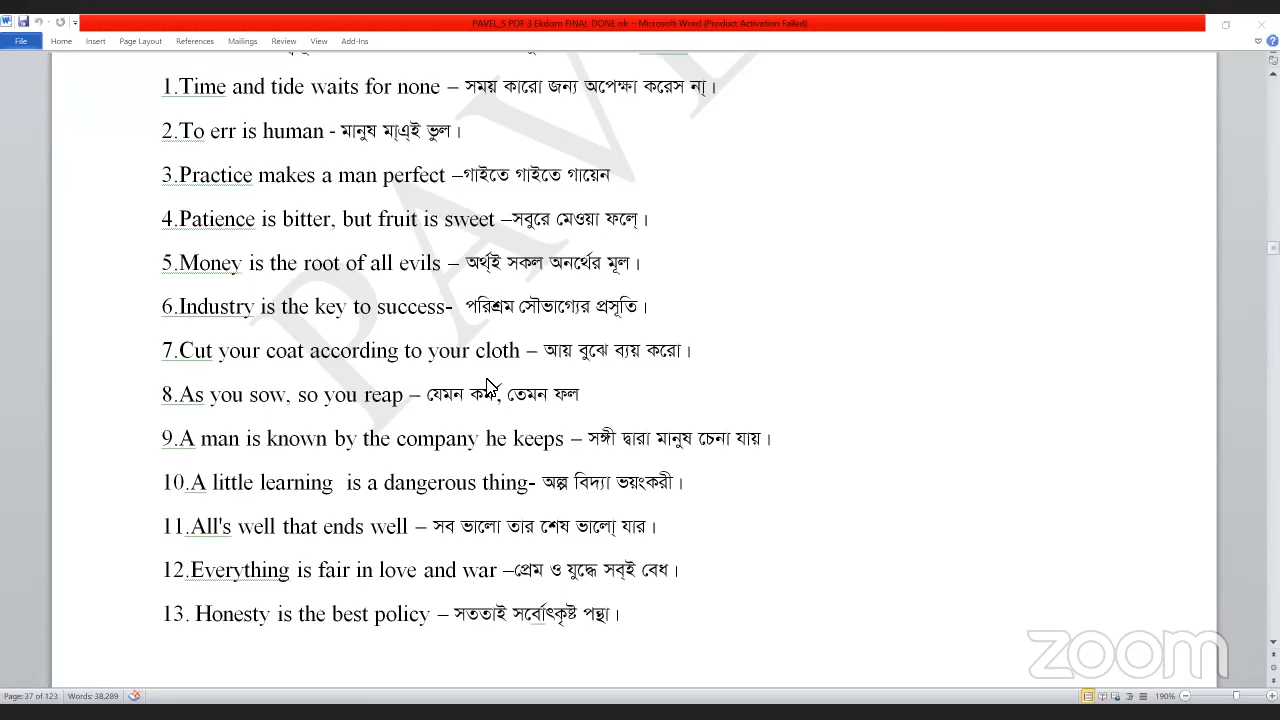 PAVEL_S PDF 3 Ekdom FINAL DONE ok - Microsoft Word (Product Activation Failed)
File Home Insert Page Layout References Mailings Review View Add-Ins
1.Time and tide waits for none – সময় কারো জন্য অপেক্ষা করেস না্।
2.To err is human - মানুষ মা্এই ভুল।
3.Practice makes a man perfect –গাইতে গাইতে গায়েন
4.Patience is bitter, but fruit is sweet –সবুরে মেওয়া ফলে্।
5.Money is the root of all evils – অর্থ্ই সকল অনর্থের মূল।
6.Industry is the key to success- পরিশ্রম সৌভাগ্যের প্রসূতি।
7.Cut your coat according to your cloth – আয় বুঝে ব্যয় করো।
8.As you sow, so you reap – যেমন কর্ম, তেমন ফল
9.A man is known by the company he keeps – সঙ্গী দ্বারা মানুষ চেনা যায়।
10.A little learning is a dangerous thing- অল্প বিদ্যা ভয়ংকরী।
11.All's well that ends well – সব ভালো তার শেষ ভালো্ যার।
12.Everything is fair in love and war –প্রেম ও যুদ্ধে সব্ই বেধ।
13. Honesty is the best policy – সততাই সর্বোৎকৃষ্ট পন্থা।
PAVEL
zoom
Page: 37 of 123 Words: 38,289 190%